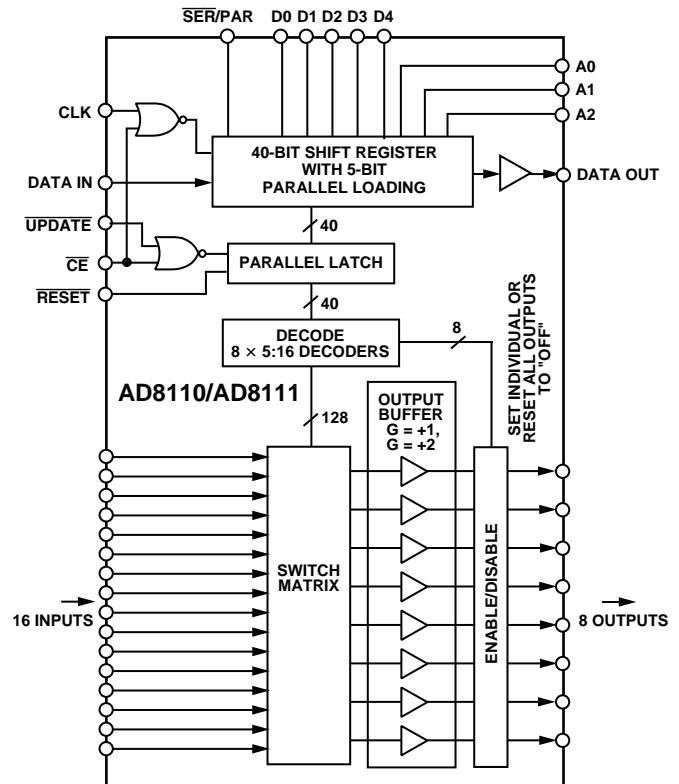 SER/PAR D0 D1 D2 D3 D4
A0
A1
A2
CLK
40-BIT SHIFT REGISTER
WITH 5-BIT
PARALLEL LOADING
DATA IN
DATA OUT
UPDATE
40
CE
PARALLEL LATCH
RESET
40
DECODE
8 × 5:16 DECODERS
8
SET INDIVIDUAL OR
RESET ALL OUTPUTS
TO "OFF"
AD8110/AD8111
128
OUTPUT
BUFFER
G = +1,
G = +2
SWITCH
MATRIX
ENABLE/DISABLE
16 INPUTS
8 OUTPUTS